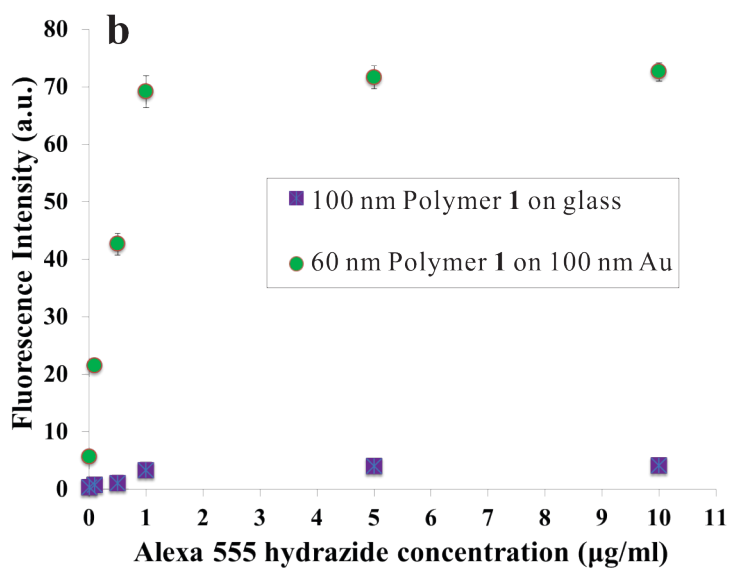 b
80
70
60
50
40
30
20
10
0
Fluorescence Intensity (a.u.)
100 nm Polymer 1 on glass
60 nm Polymer 1 on 100 nm Au
0 1 2 3 4 5 6 7 8 9 10 11
Alexa 555 hydrazide concentration (µg/ml)